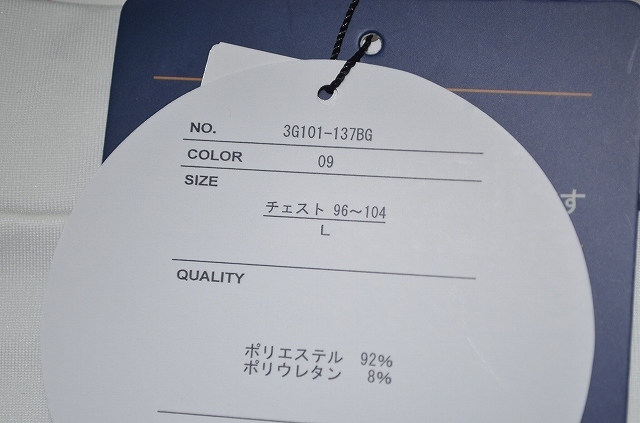 NO. 3G101-137BG
COLOR 09
SIZE
チェスト 96～104
L
QUALITY
ポリエステル 92%
ポリウレタン 8%
す